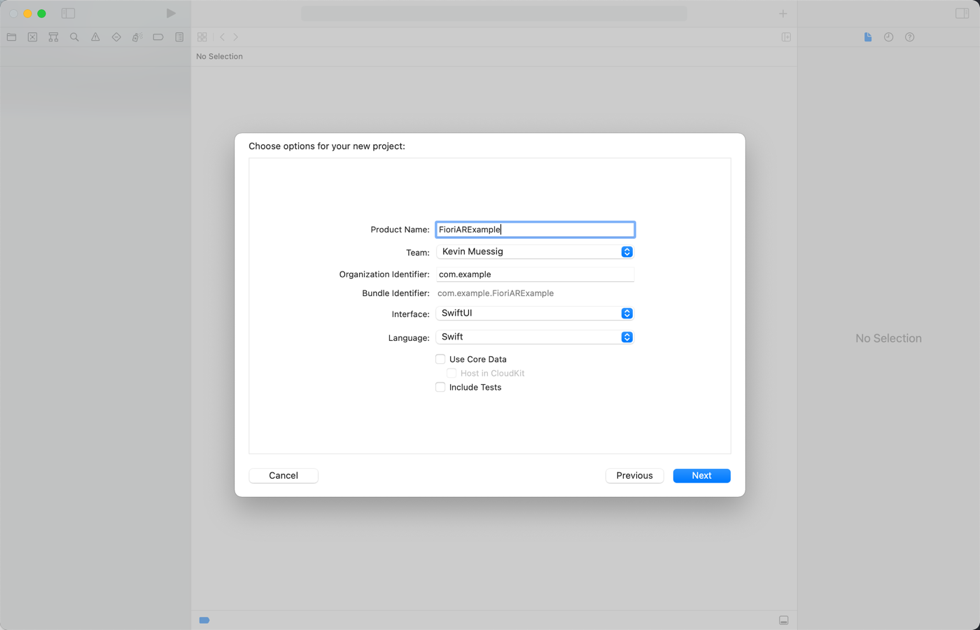 No Selection
Choose options for your new project:
Product Name: FioriARExample
Team: Kevin Muessig
Organization Identifier: com.example
Bundle Identifier: com.example.FioriARExample
Interface: SwiftUI
Language: Swift
Use Core Data
Host in CloudKit
Include Tests
No Selection
Cancel Previous Next